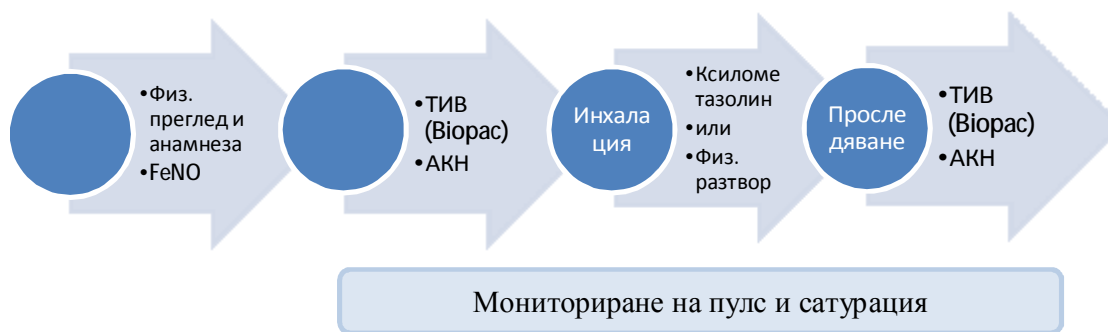 •Физ.
преглед и
анамнеза
•FeNO
•ТИВ
(Biopac)
•АКН
Инхала
ция
•Ксиломе
тазолин
•или
•Физ.
разтвор
Просле
дяване
•ТИВ
(Biopac)
•АКН
Мониториране на пулс и сатурация